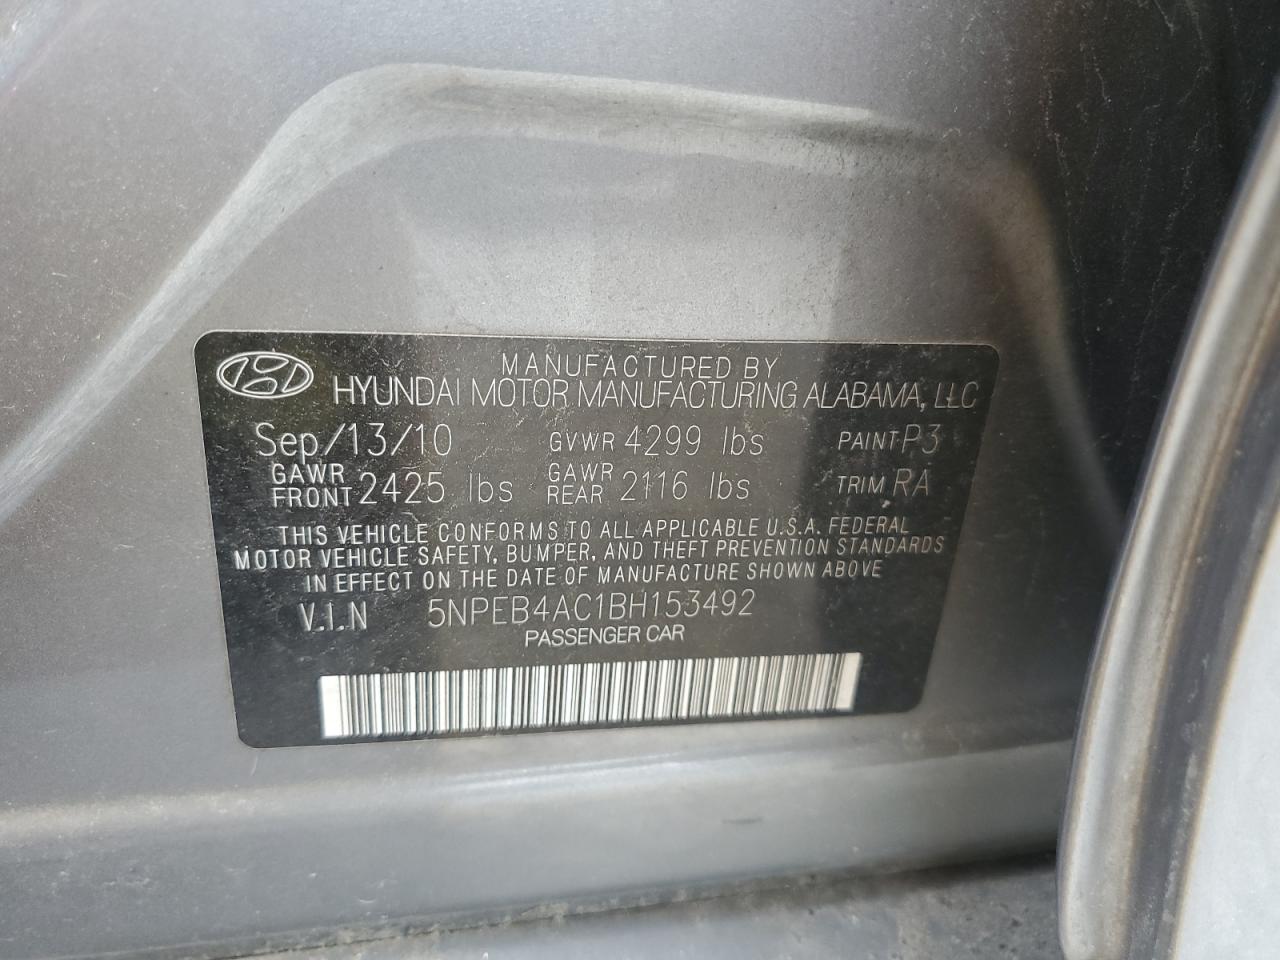 MANUFACTURED BY
HYUNDAI MOTOR MANUFACTURING ALABAMA, LLC
Sep/13/10 GVWR 4299 lbs PAINT P3
GAWR FRONT 2425 lbs GAWR REAR 2116 lbs TRIM RA
THIS VEHICLE CONFORMS TO ALL APPLICABLE U.S.A. FEDERAL
MOTOR VEHICLE SAFETY, BUMPER, AND THEFT PREVENTION STANDARDS
IN EFFECT ON THE DATE OF MANUFACTURE SHOWN ABOVE
V.I.N 5NPEB4AC1BH153492
PASSENGER CAR